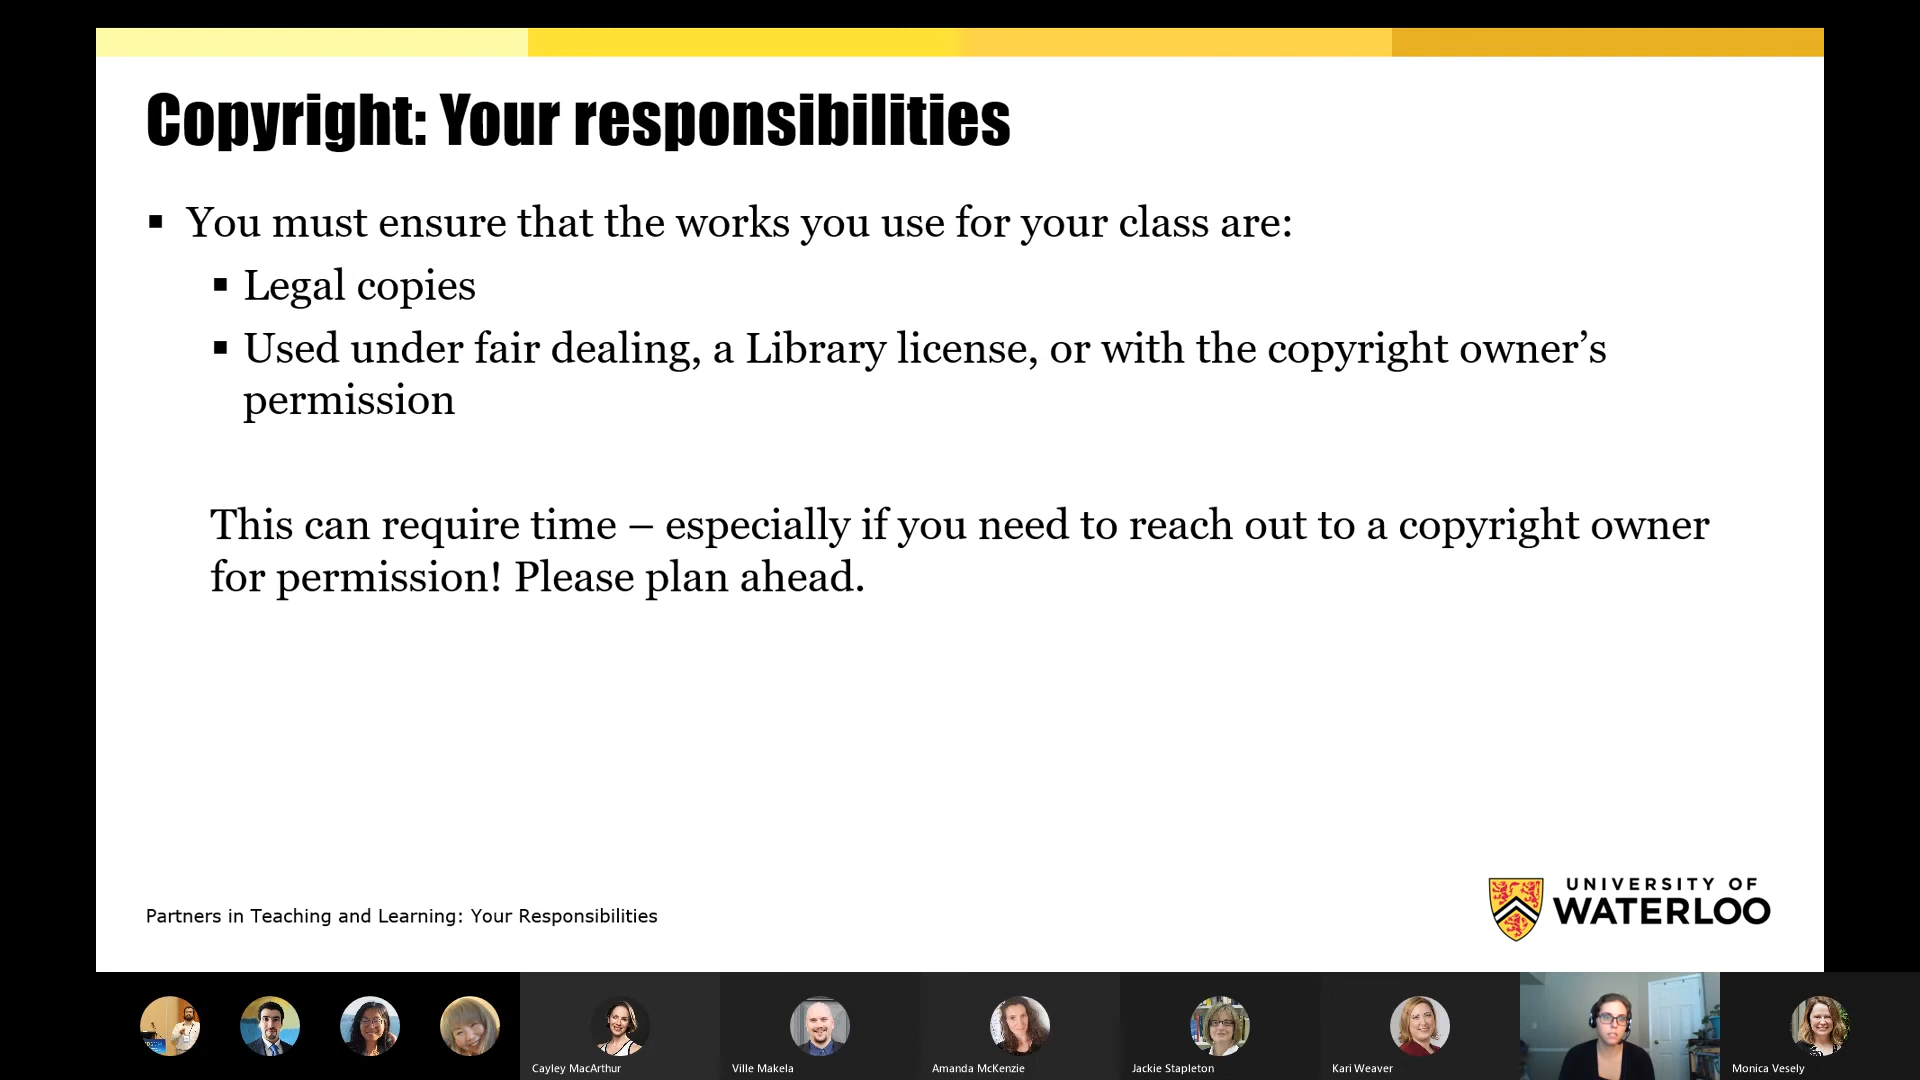 Copyright: Your responsibilities
▪ You must ensure that the works you use for your class are:
▪ Legal copies
▪ Used under fair dealing, a Library license, or with the copyright owner’s
permission
This can require time – especially if you need to reach out to a copyright owner
for permission! Please plan ahead.
Partners in Teaching and Learning: Your Responsibilities
UNIVERSITY OF
WATERLOO
Cayley MacArthur
Ville Makela
Amanda McKenzie
Jackie Stapleton
Kari Weaver
Monica Vesely